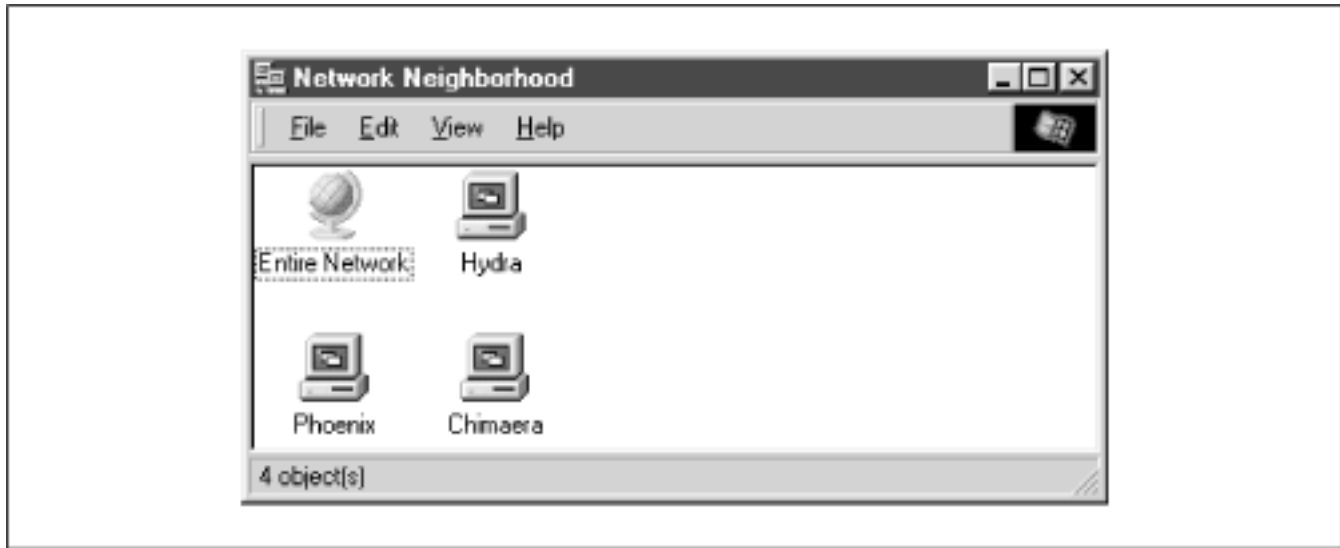 Network Neighborhood
File Edit View Help
Entire Network Hydra
Phoenix Chimaera
4 object(s)